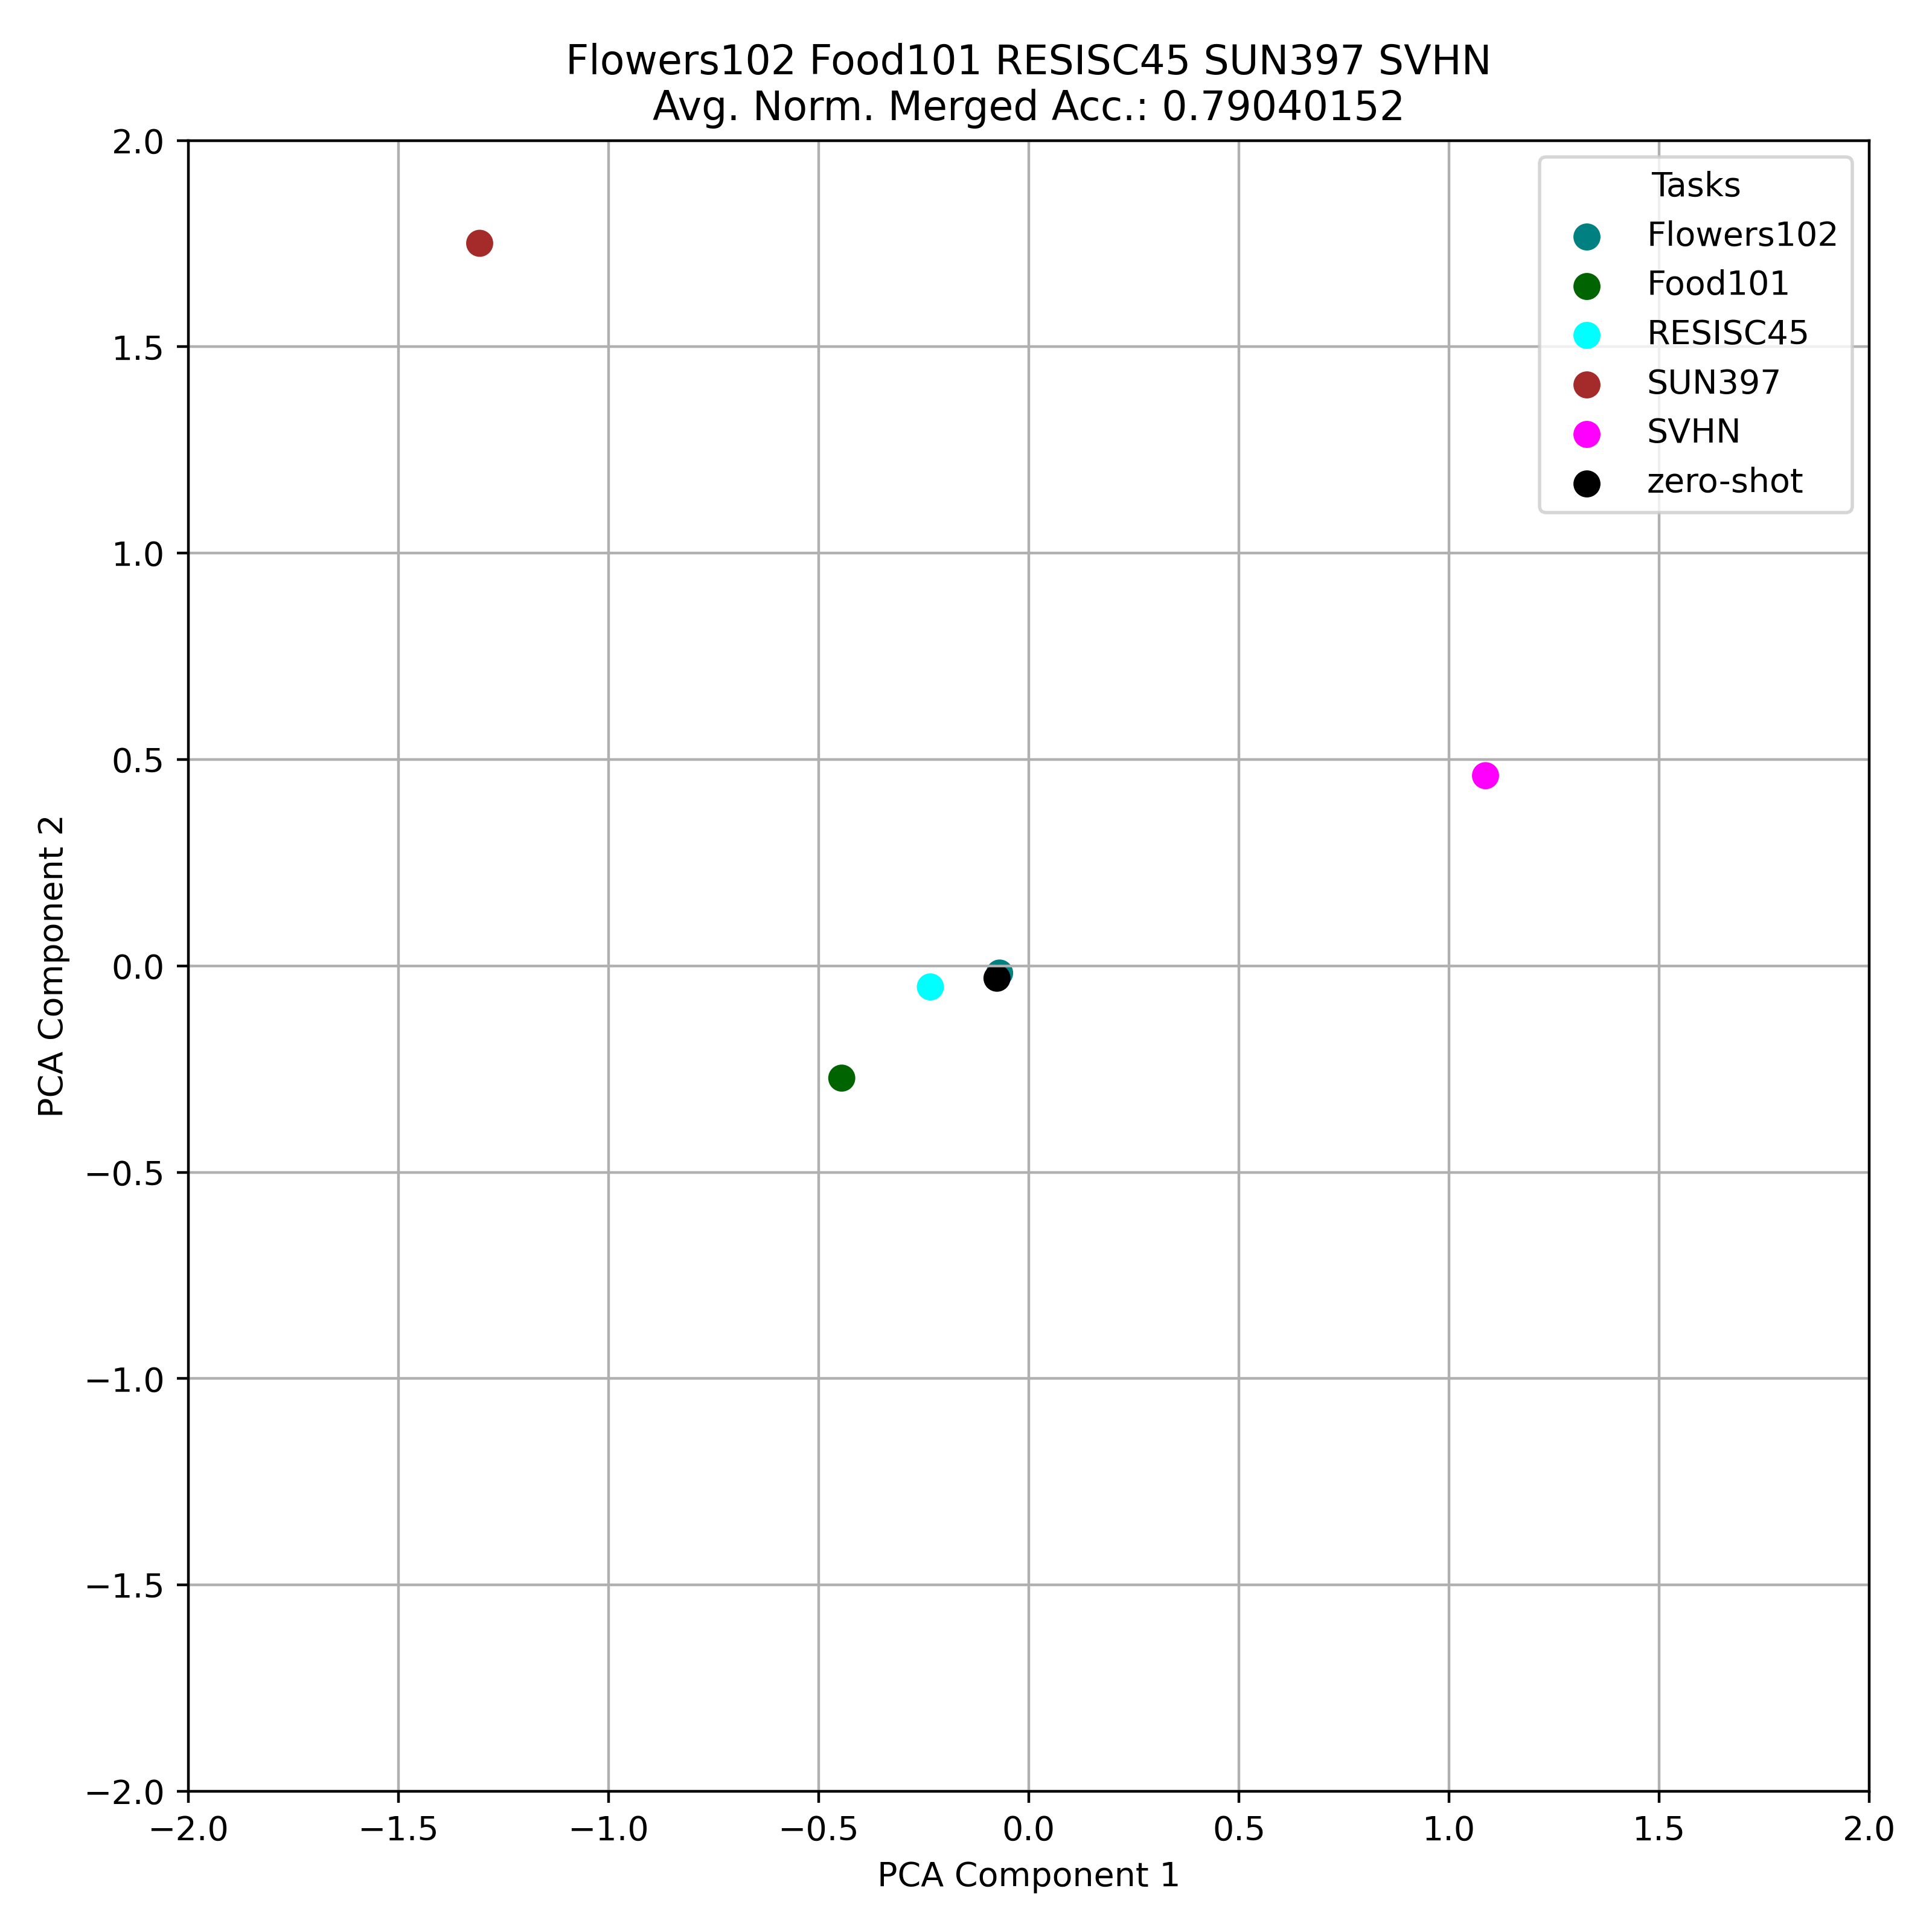 Flowers102 Food101 RESISC45 SUN397 SVHN
Avg. Norm. Merged Acc.: 0.79040152
Tasks
Flowers102
Food101
RESISC45
SUN397
SVHN
zero-shot
2.0
1.5
1.0
0.5
0.0
−0.5
−1.0
−1.5
−2.0
PCA Component 2
−2.0 −1.5 −1.0 −0.5 0.0 0.5 1.0 1.5 2.0
PCA Component 1